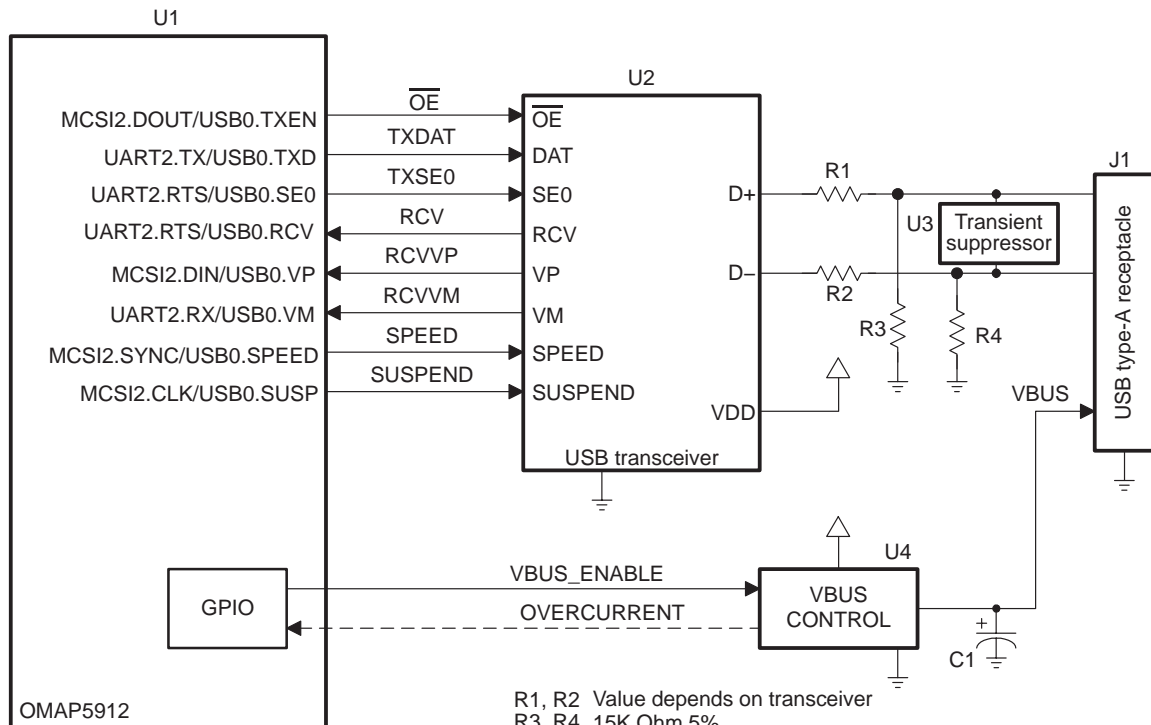 U1
U2
MCSI2.DOUT/USB0.TXEN
OE
OE
UART2.TX/USB0.TXD
TXDAT
DAT
UART2.RTS/USB0.SE0
TXSE0
SE0
UART2.RTS/USB0.RCV
RCV
RCV
MCSI2.DIN/USB0.VP
RCVVP
VP
UART2.RX/USB0.VM
RCVVM
VM
MCSI2.SYNC/USB0.SPEED
SPEED
SPEED
MCSI2.CLK/USB0.SUSP
SUSPEND
SUSPEND
D+
D−
VDD
USB transceiver
R1
R2
R3
R4
U3
Transient
suppressor
J1
USB type-A receptacle
VBUS
GPIO
VBUS_ENABLE
OVERCURRENT
U4
VBUS
CONTROL
+
C1
OMAP5912
R1, R2 Value depends on transceiver
R3, R4 15K Ohm 5%